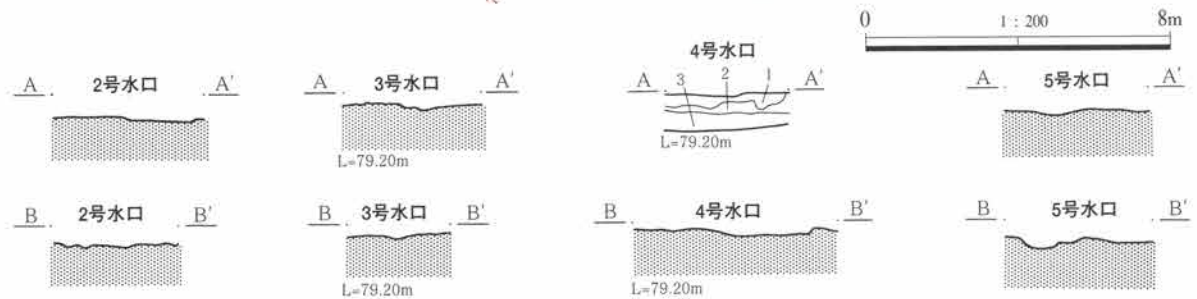 0 1 : 200 8m
A 2号水口 A'
A 3号水口 A'
L=79.20m
4号水口
A 3 2 1 A'
L=79.20m
A 5号水口 A'
B 2号水口 B'
B 3号水口 B'
L=79.20m
B 4号水口 B'
L=79.20m
B 5号水口 B'